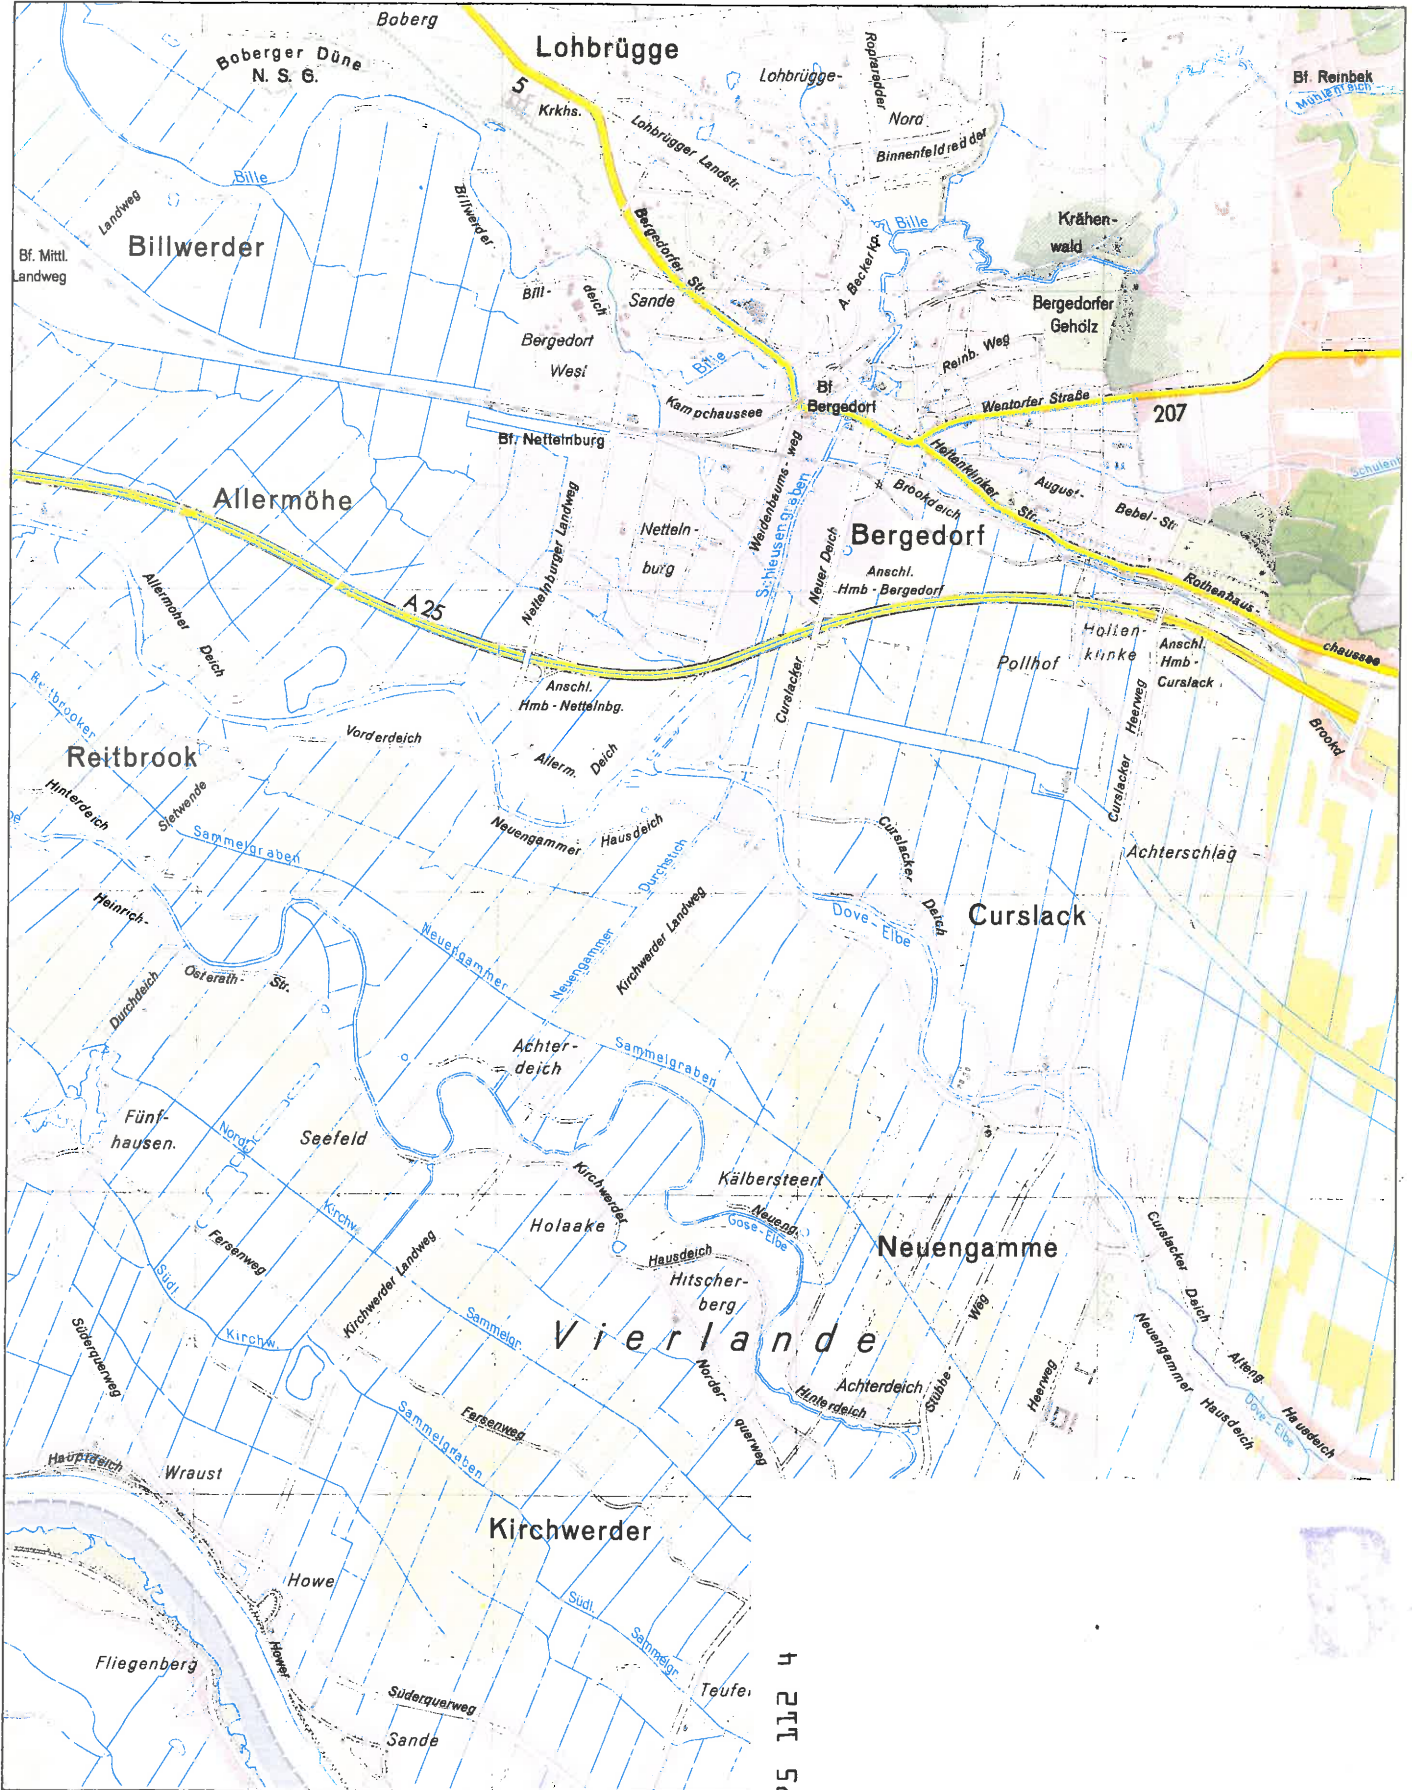 Boberg
Lohbrügge
Boberger Düne
N. S. G.
5
Krkhs.
Lohbrügge-
Nord
Binnenfeldredder
Bf. Reinbek
Mühlenteich
Lohbrügger Landstr.
Bille
Landweg
Billwerder
Bf. Mittl.
Landweg
Billwerder
deich
Bergedorfer Str.
Bille
A. Beckerkp.
Krähen-
wald
Bill-
Sande
Bergedorfer
Gehölz
Bergedorf
West
Bille
Reinb. Weg
Kampchaussee
Bf
Bergedorf
Wentorfer Straße
207
Bf. Nettelnburg
Allermöhe
Nettelnburger Landweg
Netteln-
burg
Weidenbaums-weg
Schleusengraben
Neuer Deich
Brookdeich
Holtenklinker
Str.
August-
Bebel-Str
Bergedorf
Anschl.
Hmb - Bergedorf
Rothenhaus-
chaussee
A 25
Allermöher
Deich
Anschl.
Hmb - Nettelnbg.
Curslacker
Pollhof
Holten-
klinke
Anschl.
Hmb -
Curslack
Heerweg
Curslacker
Brookd
Reitbrook
Vorderdeich
Allerm. Deich
Hinterdeich
Sietwende
Sammelgraben
Neuengammer
Hausdeich
Durchstich
Neuengammer
Kirchwerder Landweg
Curslacker
Deich
Achterschlag
Dove - Elbe
Curslack
Heinrich-
Osterath-
Str.
Durchdeich
Neuengammer
Sammelgraben
Achter-
deich
Fünf-
hausen.
Seefeld
Nördl.
Kirchw.
Kirchwerder
Hausdeich
Kälbersteert
Holaake
Neueng.
Gose - Elbe
Neuengamme
Hitscher-
berg
Fersenweg
Kirchwerder Landweg
Südl.
Kirchw.
Sammelgr.
Vierlande
Süderquerweg
Norder-
querweg
Achterdeich
Hinterdeich
Stübbe-
Weg
Heerweg
Curslacker
Deich
Neuengammer
Hausdeich
Alteng.
Hausdeich
Dove - Elbe
Sammelgraben
Fersenweg
Hauptdeich
Wraust
Kirchwerder
Howe
Hower
Südl.
Sammelgr.
Fliegenberg
Süderquerweg
Sande
112 4